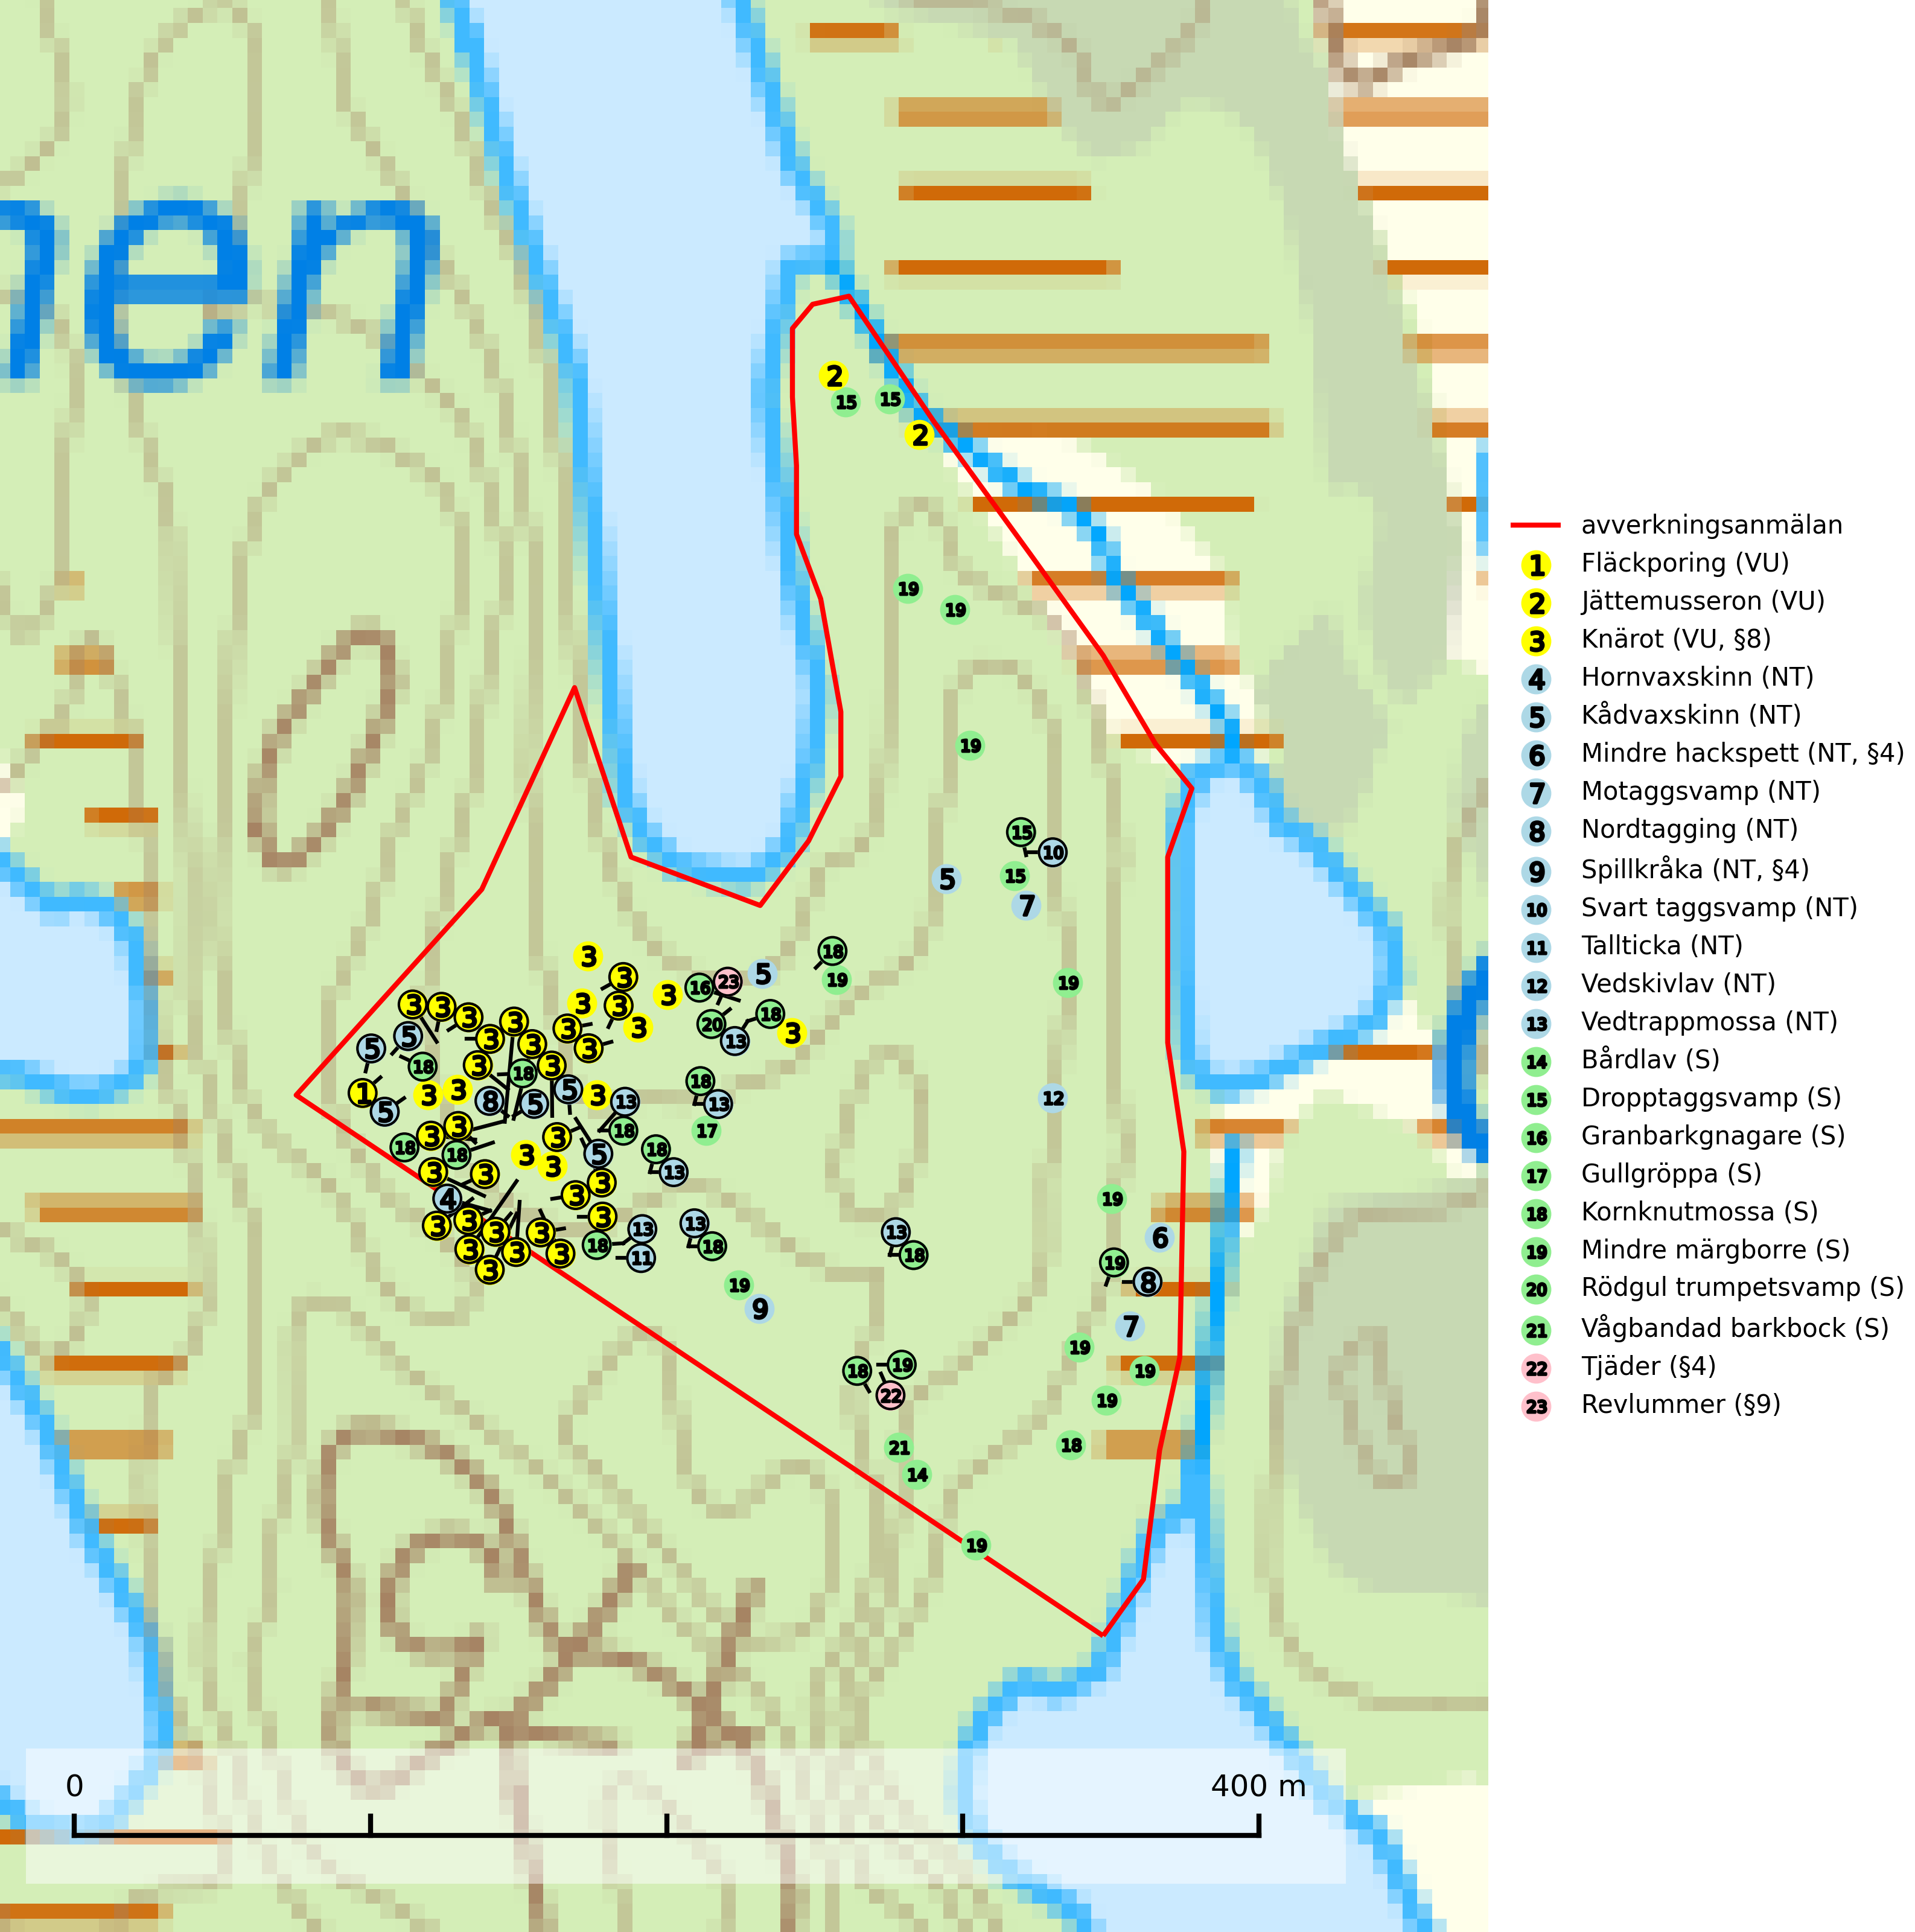 nen
avverkningsanmälan
1 Fläckporing (VU)
2 Jättemusseron (VU)
3 Knärot (VU, §8)
4 Hornvaxskinn (NT)
5 Kådvaxskinn (NT)
6 Mindre hackspett (NT, §4)
7 Motaggsvamp (NT)
8 Nordtagging (NT)
9 Spillkråka (NT, §4)
10 Svart taggsvamp (NT)
11 Tallticka (NT)
12 Vedskivlav (NT)
13 Vedtrappmossa (NT)
14 Bårdlav (S)
15 Dropptaggsvamp (S)
16 Granbarkgnagare (S)
17 Gullgröppa (S)
18 Kornknutmossa (S)
19 Mindre märgborre (S)
20 Rödgul trumpetsvamp (S)
21 Vågbandad barkbock (S)
22 Tjäder (§4)
23 Revlummer (§9)
0 400 m